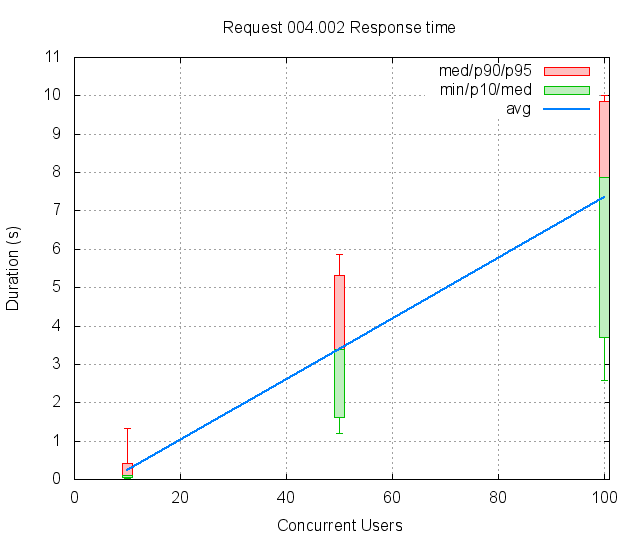 Request 004.002 Response time
11
10
9
8
7
6
5
4
3
2
1
0
Duration (s)
med/p90/p95
min/p10/med
avg
0 20 40 60 80 100
Concurrent Users